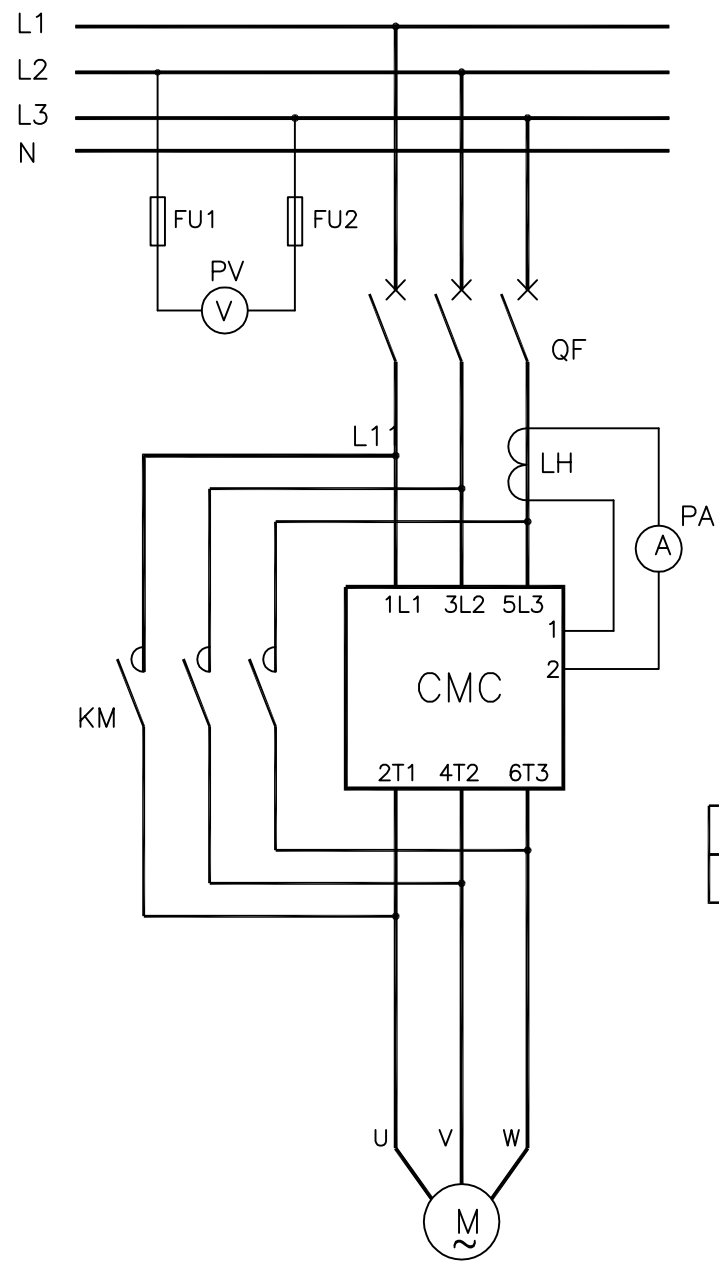 L1
L2
L3
N
FU1 FU2
PV
V
QF
L11
LH
PA
A
1L1 3L2 5L3
1
2
CMC
KM
2T1 4T2 6T3
U V W
M
~